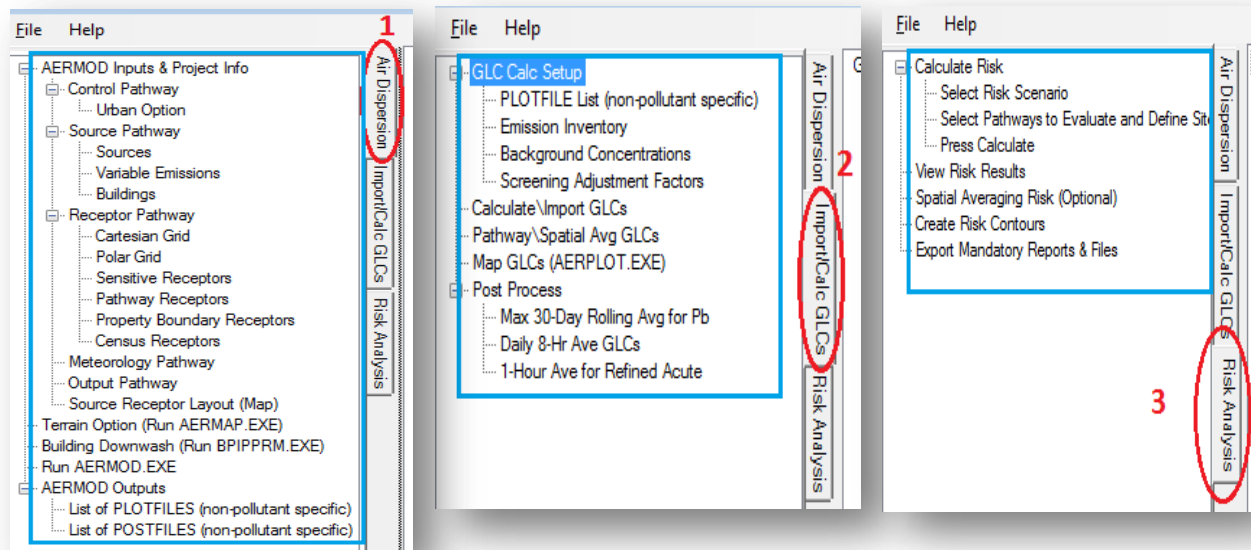 File Help
1
AERMOD Inputs & Project Info
Control Pathway
Urban Option
Source Pathway
Sources
Variable Emissions
Buildings
Receptor Pathway
Cartesian Grid
Polar Grid
Sensitive Receptors
Pathway Receptors
Property Boundary Receptors
Census Receptors
Meteorology Pathway
Output Pathway
Source Receptor Layout (Map)
Terrain Option (Run AERMAP.EXE)
Building Downwash (Run BPIPPRM.EXE)
Run AERMOD.EXE
AERMOD Outputs
List of PLOTFILES (non-pollutant specific)
List of POSTFILES (non-pollutant specific)
Air Dispersion
Import/Calc GLCs
Risk Analysis
File Help
GLC Calc Setup
PLOTFILE List (non-pollutant specific)
Emission Inventory
Background Concentrations
Screening Adjustment Factors
Calculate\Import GLCs
Pathway\Spatial Avg GLCs
Map GLCs (AERPLOT.EXE)
Post Process
Max 30-Day Rolling Avg for Pb
Daily 8-Hr Ave GLCs
1-Hour Ave for Refined Acute
G
Air Dispersion
2
Import/Calc GLCs
Risk Analysis
File Help
Calculate Risk
Select Risk Scenario
Select Pathways to Evaluate and Define Site
Press Calculate
View Risk Results
Spatial Averaging Risk (Optional)
Create Risk Contours
Export Mandatory Reports & Files
Air Dispersion
Import/Calc GLCs
3
Risk Analysis